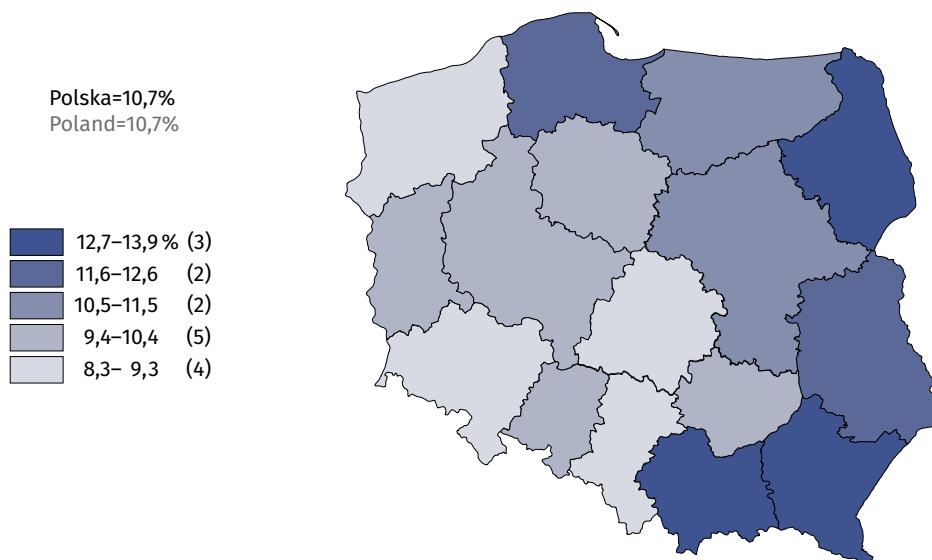 Polska=10,7%
Poland=10,7%
12,7–13,9 % (3)
11,6–12,6 (2)
10,5–11,5 (2)
9,4–10,4 (5)
8,3– 9,3 (4)